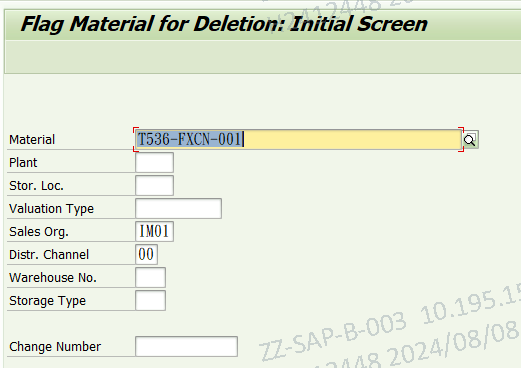 Flag Material for Deletion: Initial Screen
Material T536-FXCN-001
Plant
Stor. Loc.
Valuation Type
Sales Org. IM01
Distr. Channel 00
Warehouse No.
Storage Type
Change Number
ZZ-SAP-B-003 10.195.15
2448 2024/08/08